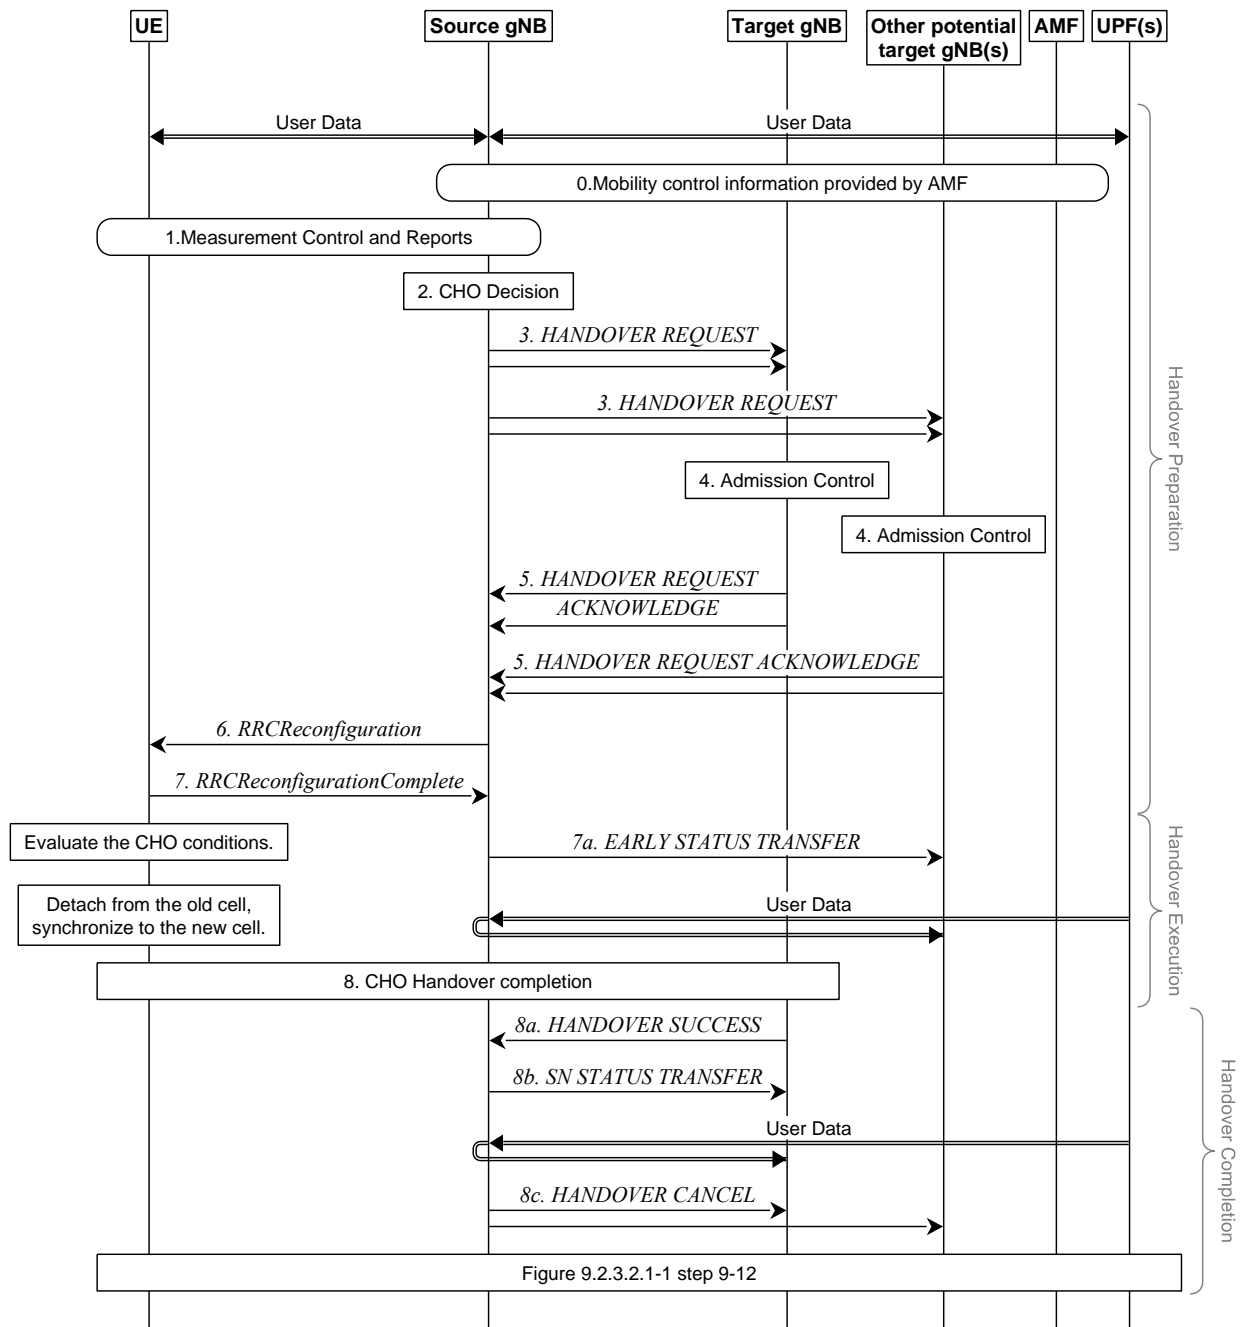 UE
Source gNB
Target gNB
Other potential
target gNB(s)
AMF
UPF(s)
User Data
User Data
0.Mobility control information provided by AMF
1.Measurement Control and Reports
2. CHO Decision
3. HANDOVER REQUEST
3. HANDOVER REQUEST
4. Admission Control
4. Admission Control
5. HANDOVER REQUEST
ACKNOWLEDGE
5. HANDOVER REQUEST ACKNOWLEDGE
6. RRCReconfiguration
7. RRCReconfigurationComplete
Handover Preparation
Evaluate the CHO conditions.
7a. EARLY STATUS TRANSFER
Detach from the old cell,
synchronize to the new cell.
User Data
8. CHO Handover completion
Handover Execution
8a. HANDOVER SUCCESS
8b. SN STATUS TRANSFER
User Data
8c. HANDOVER CANCEL
Handover Completion
Figure 9.2.3.2.1-1 step 9-12